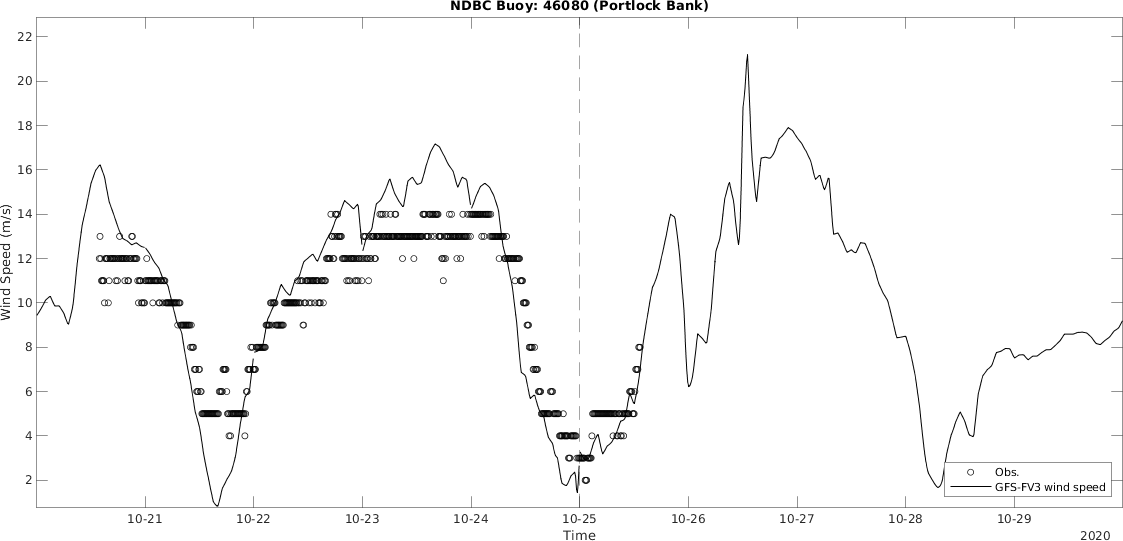 NDBC Buoy: 46080 (Portlock Bank)
22
20
18
16
14
12
10
8
6
4
2
Wind Speed (m/s)
Obs.
GFS-FV3 wind speed
10-21 10-22 10-23 10-24 10-25 10-26 10-27 10-28 10-29
Time
2020